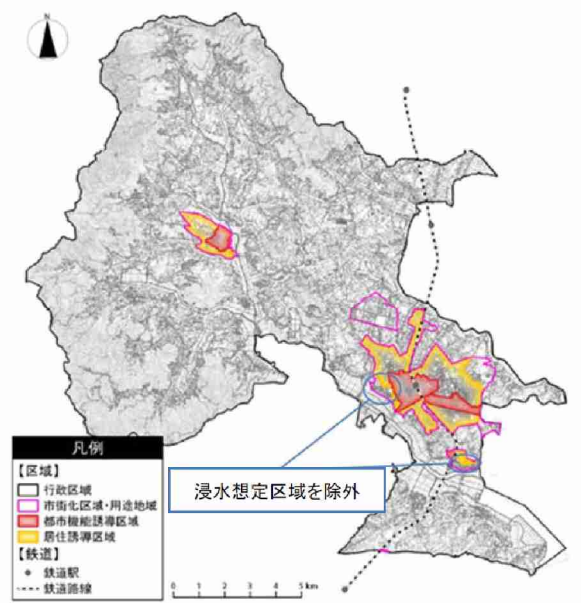 浸水想定区域を除外
凡例
【区域】
行政区域
市街化区域・用途地域
都市機能誘導区域
居住誘導区域
【鉄道】
鉄道駅
鉄道路線
0 1 2 3 4 5 km